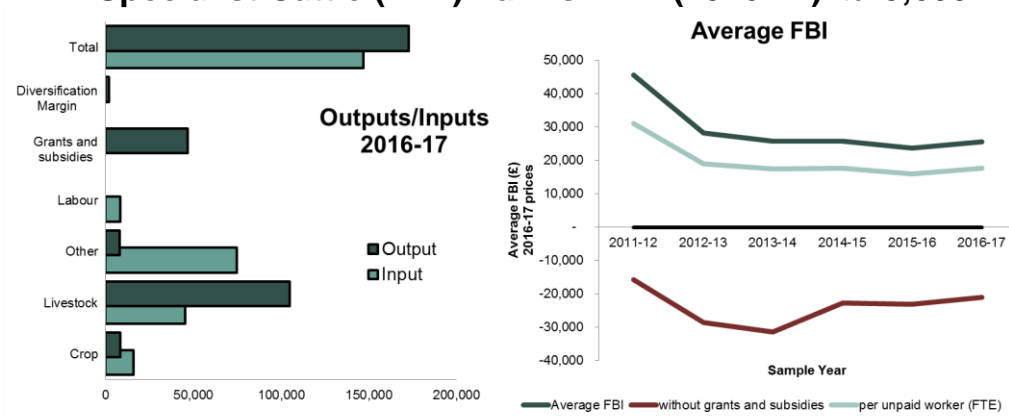 Total
Diversification
Margin
Grants and
subsidies
Labour
Other
Livestock
Crop
0
50,000
100,000
150,000
200,000
Outputs/Inputs
2016-17
Output
Input
Average FBI
Average FBI (£)
2016-17 prices
50,000
40,000
30,000
20,000
10,000
-
-10,000
-20,000
-30,000
-40,000
2011-12
2012-13
2013-14
2014-15
2015-16
2016-17
Sample Year
Average FBI
without grants and subsidies
per unpaid worker (FTE)